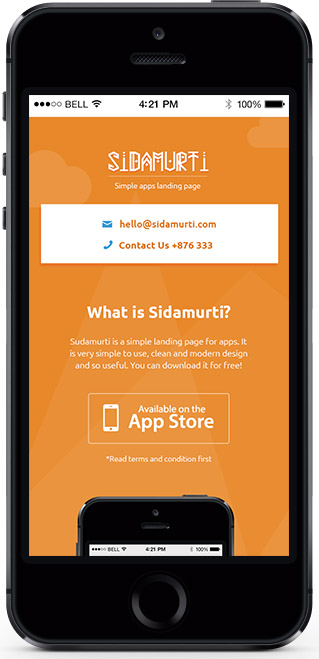 ●●●○○ BELL 4:21 PM 100%
SiDAMURTi
Simple apps landing page
hello@sidamurti.com
Contact Us +876 333
What is Sidamurti?
Sudamurti is a simple landing page for apps. It
is very simple to use, clean and modern design
and so useful. You can download it for free!
Available on the
App Store
*Read terms and condition first
●●●○○ BELL 4:21 PM 100%